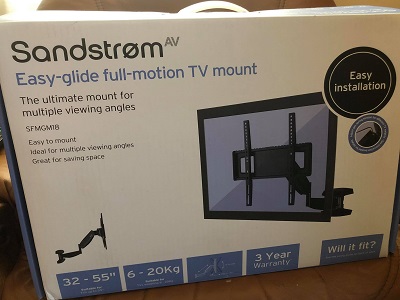 Sandstrøm AV
Easy-glide full-motion TV mount
The ultimate mount for
multiple viewing angles
SFMGM18
Easy to mount
Ideal for multiple viewing angles
Great for saving space
Easy
installation
32 - 55"
6 - 20Kg
3 Year
Warranty
Will it fit?